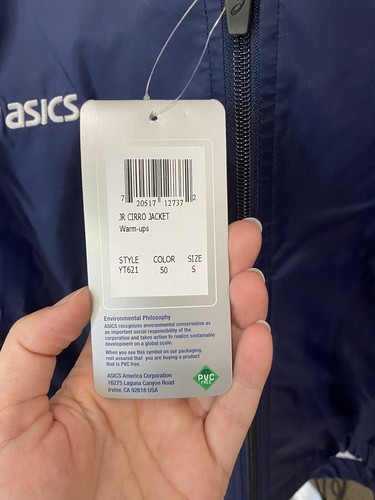 asics
7 20517 12737 2
JR CIRRO JACKET
Warm-ups
STYLE COLOR SIZE
YT621 50 S
Environmental Philosophy
ASICS recognizes environmental conservation as
an important social responsibility of the
corporation and takes action to realize sustainable
development on a global scale.
When you see this symbol on our packaging,
rest assured that you are buying a product
that is PVC free.
ASICS America Corporation
16275 Laguna Canyon Road
Irvine, CA 92618 USA
PVC
FREE